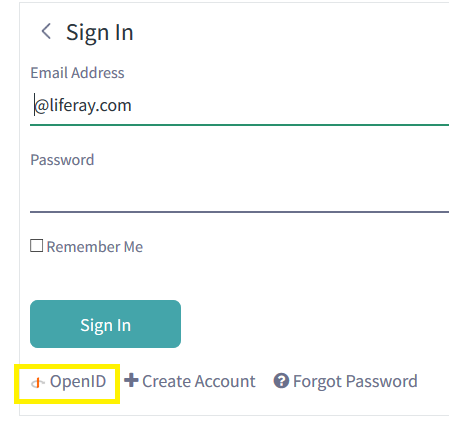 Sign In
Email Address
@liferay.com
Password
Remember Me
Sign In
OpenID Create Account Forgot Password